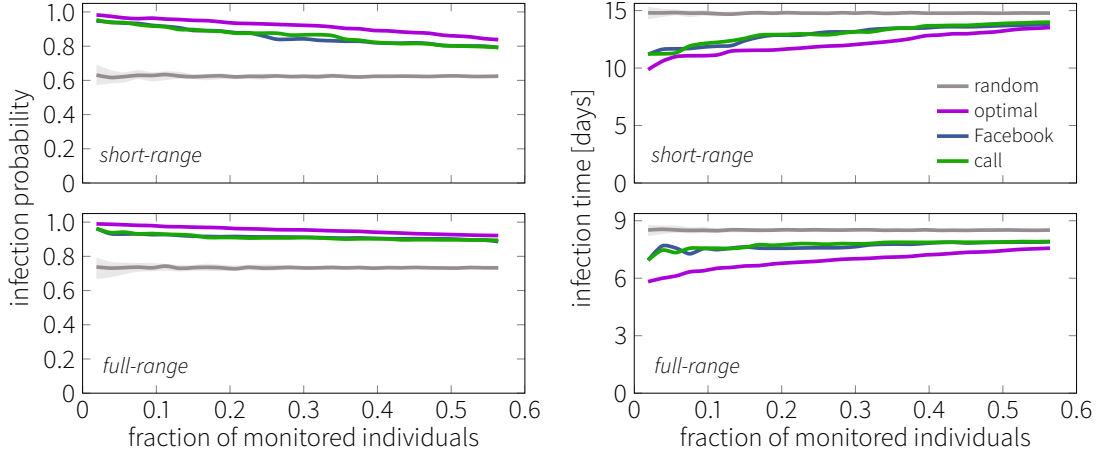 infection probability
1.0
0.8
0.6
0.4
0.2
0
short-range
infection time [days]
15
10
5
0
short-range
random
optimal
Facebook
call
1.0
0.8
0.6
0.4
0.2
0
full-range
0 0.1 0.2 0.3 0.4 0.5 0.6
fraction of monitored individuals
9
6
3
0
full-range
0 0.1 0.2 0.3 0.4 0.5 0.6
fraction of monitored individuals